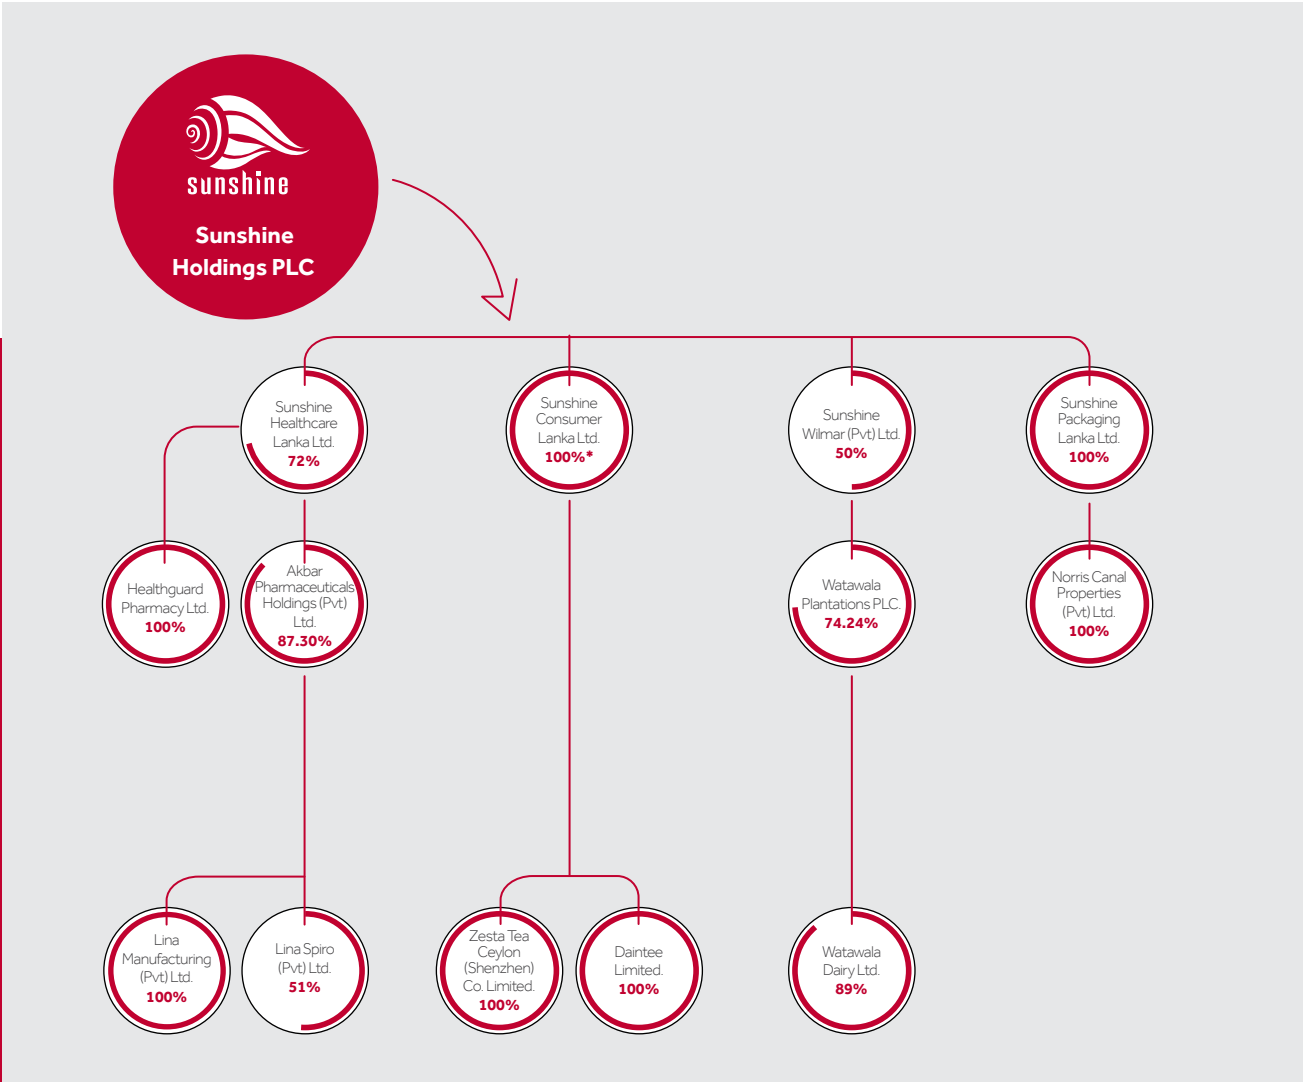 sunshine
Sunshine
Holdings PLC
Sunshine
Healthcare
Lanka Ltd.
72%
Sunshine
Consumer
Lanka Ltd.
100%*
Sunshine
Wilmar (Pvt) Ltd.
50%
Sunshine
Packaging
Lanka Ltd.
100%
Healthguard
Pharmacy Ltd.
100%
Akbar
Pharmaceuticals
Holdings (Pvt)
Ltd.
87.30%
Watawala
Plantations PLC.
74.24%
Norris Canal
Properties
(Pvt) Ltd.
100%
Lina
Manufacturing
(Pvt) Ltd.
100%
Lina Spiro
(Pvt) Ltd.
51%
Zesta Tea
Ceylon
(Shenzhen)
Co. Limited.
100%
Daintee
Limited.
100%
Watawala
Dairy Ltd.
89%